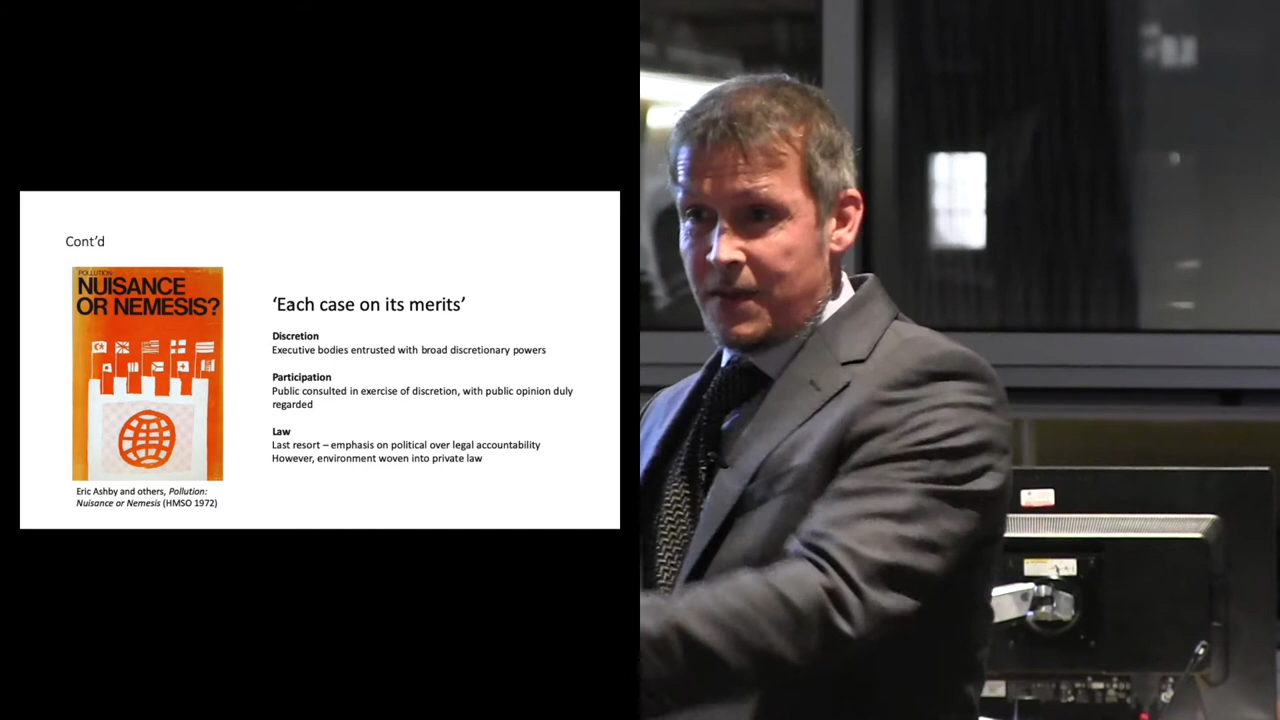 Cont'd
POLLUTION:
NUISANCE
OR NEMESIS?
Eric Ashby and others, Pollution:
Nuisance or Nemesis (HMSO 1972)
‘Each case on its merits’
Discretion
Executive bodies entrusted with broad discretionary powers
Participation
Public consulted in exercise of discretion, with public opinion duly
regarded
Law
Last resort – emphasis on political over legal accountability
However, environment woven into private law